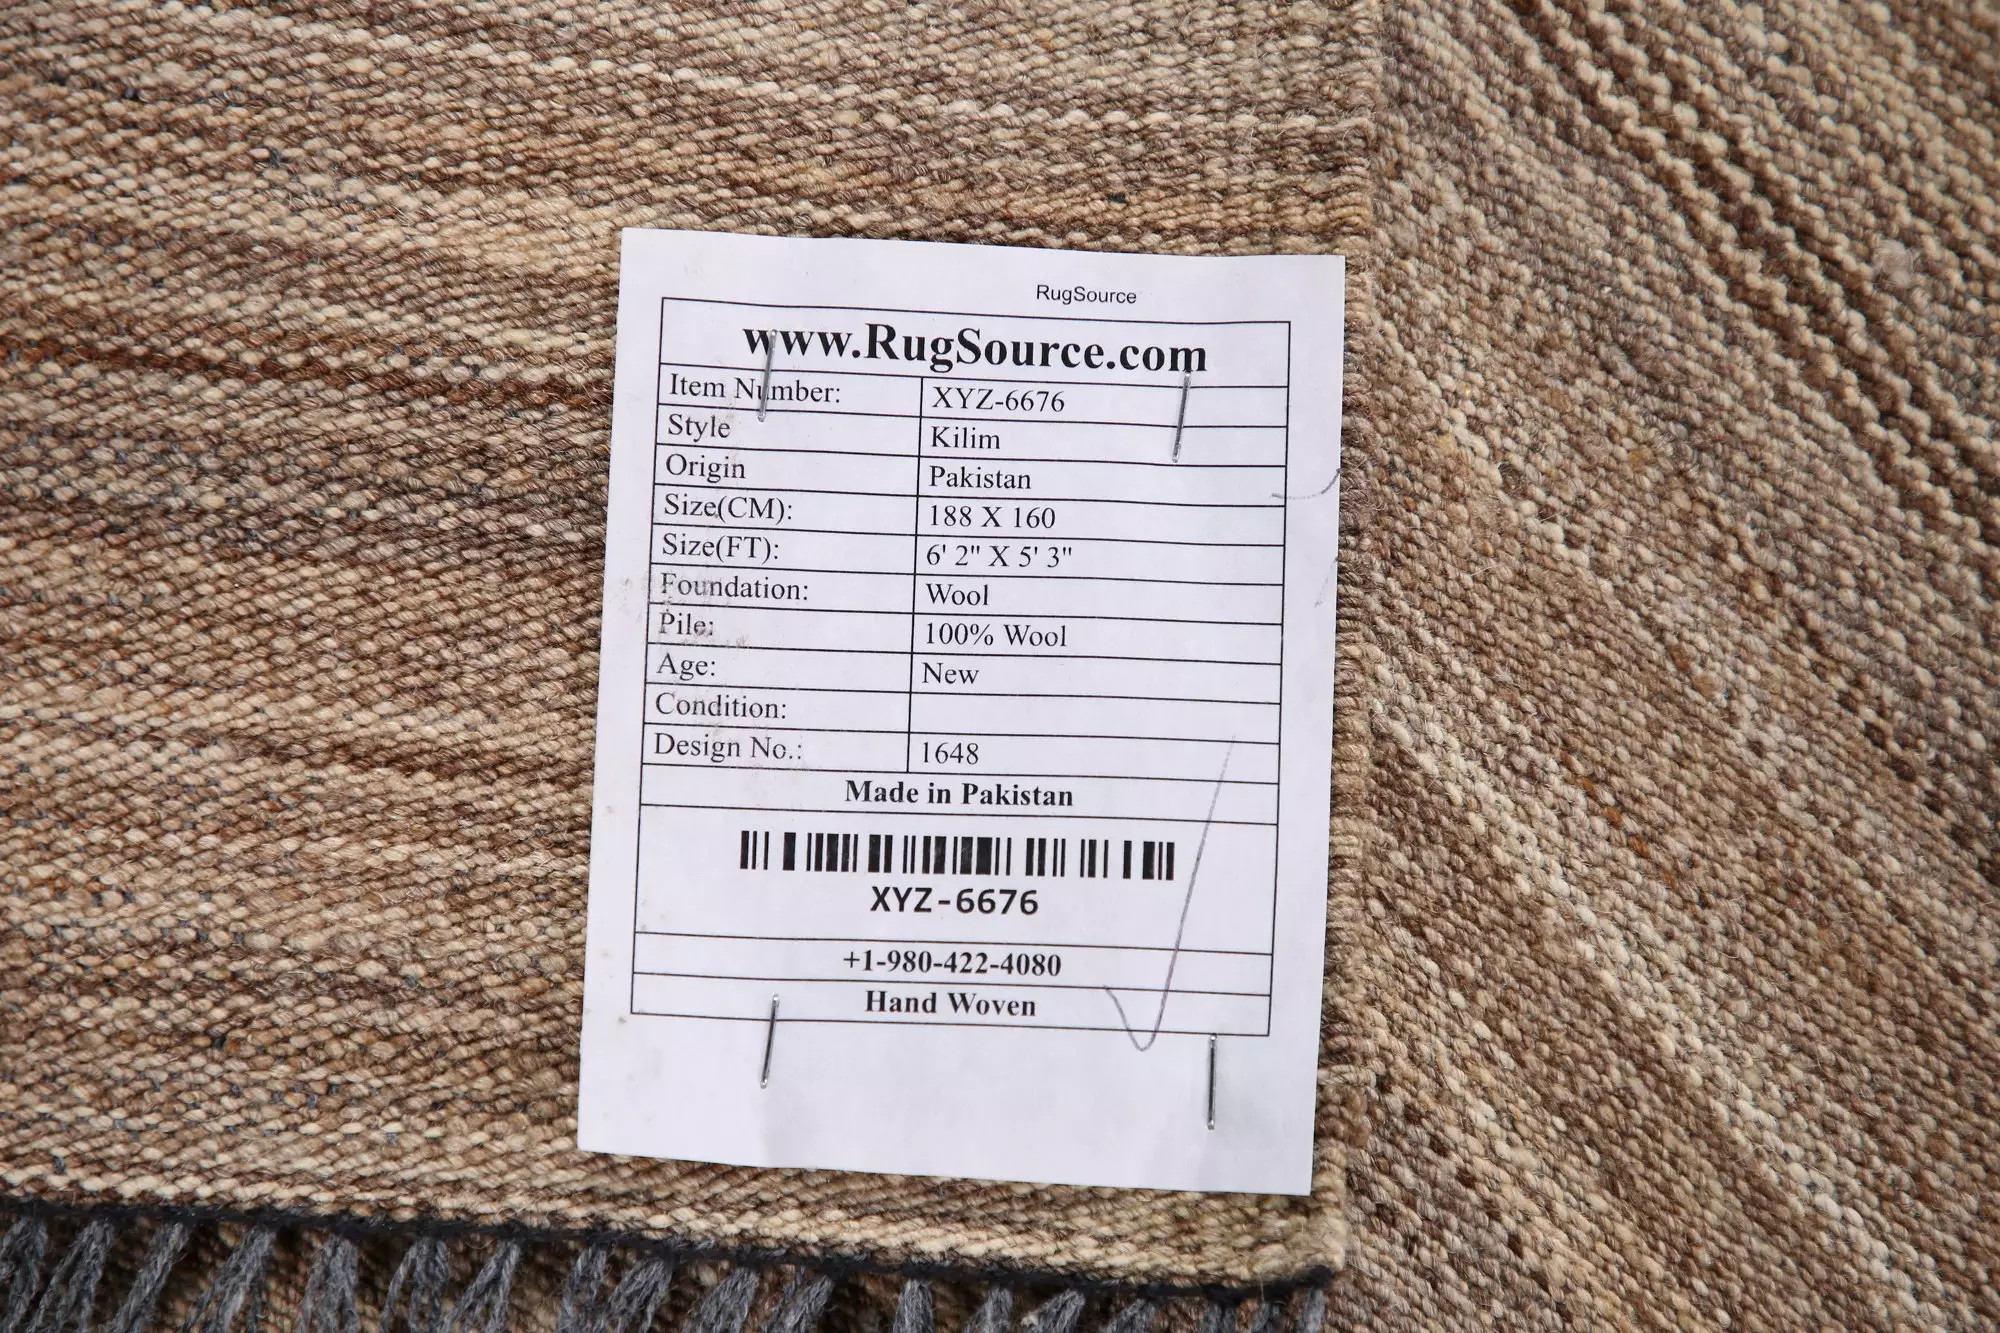 RugSource
www.RugSource.com
Item Number: XYZ-6676
Style Kilim
Origin Pakistan
Size(CM): 188 X 160
Size(FT): 6' 2" X 5' 3"
Foundation: Wool
Pile: 100% Wool
Age: New
Condition:
Design No.: 1648
Made in Pakistan
XYZ-6676
+1-980-422-4080
Hand Woven